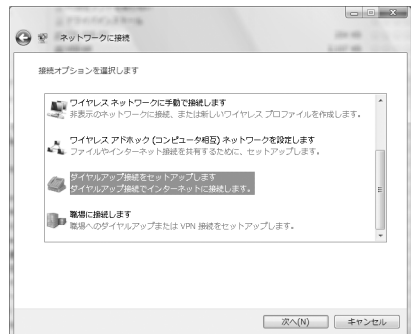 ネットワークに接続
接続オプションを選択します
ワイヤレス ネットワークに手動で接続します
非表示のネットワークに接続、または新しいワイヤレス プロファイルを作成します。
ワイヤレス アドホック (コンピュータ相互) ネットワークを設定します
ファイルやインターネット接続を共有するために、セットアップします。
ダイヤルアップ接続をセットアップします
ダイヤルアップ接続でインターネットに接続します。
職場に接続します
職場へのダイヤルアップまたは VPN 接続をセットアップします。
次へ(N)
キャンセル